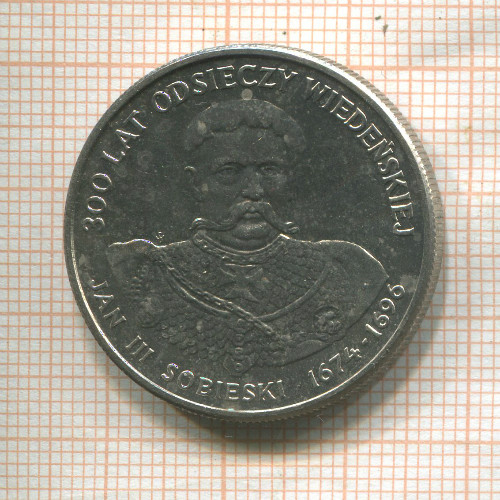 300 LAT ODSIECZY WIEDEŃSKIEJ
JAN III SOBIESKI 1674-1696